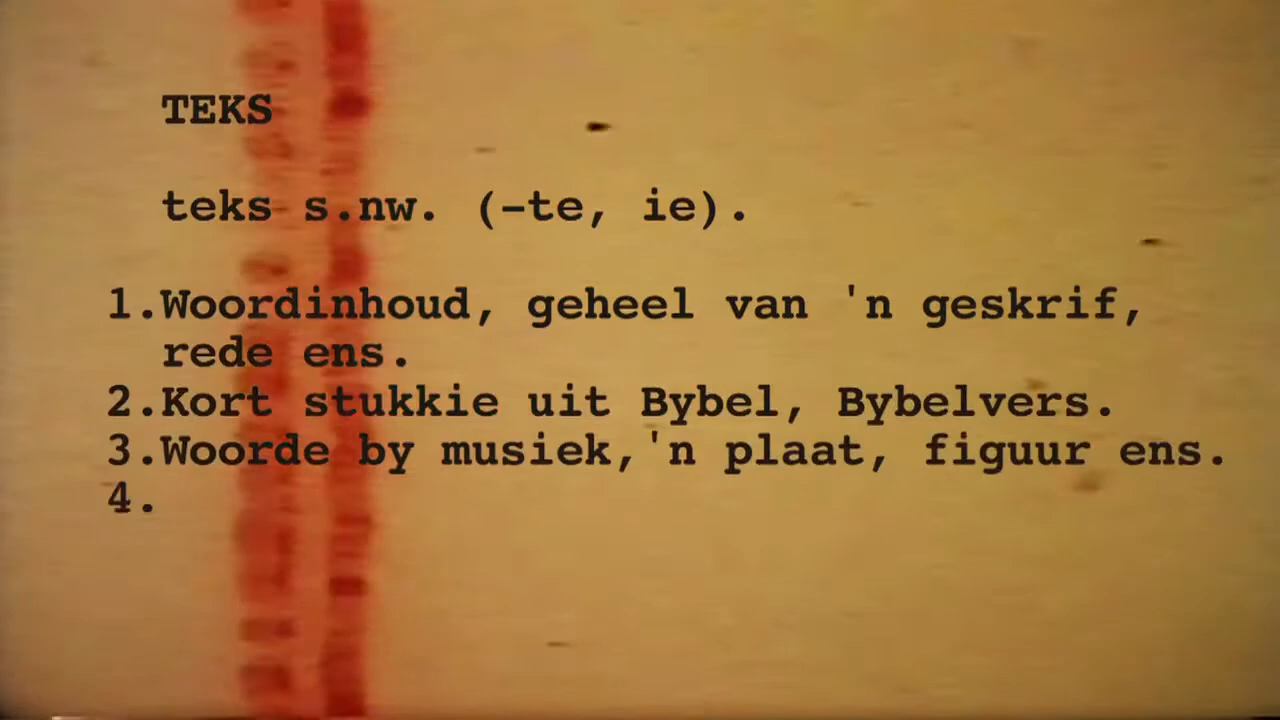 TEKS
teks s.nw. (-te, ie).
1.Woordinhoud, geheel van 'n geskrif,
rede ens.
2.Kort stukkie uit Bybel, Bybelvers.
3.Woorde by musiek,'n plaat, figuur ens.
4.